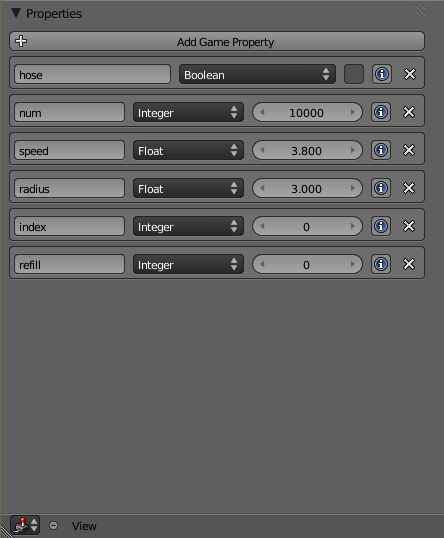 Properties
Add Game Property
hose Boolean
num Integer 10000
speed Float 3.800
radius Float 3.000
index Integer 0
refill Integer 0
View